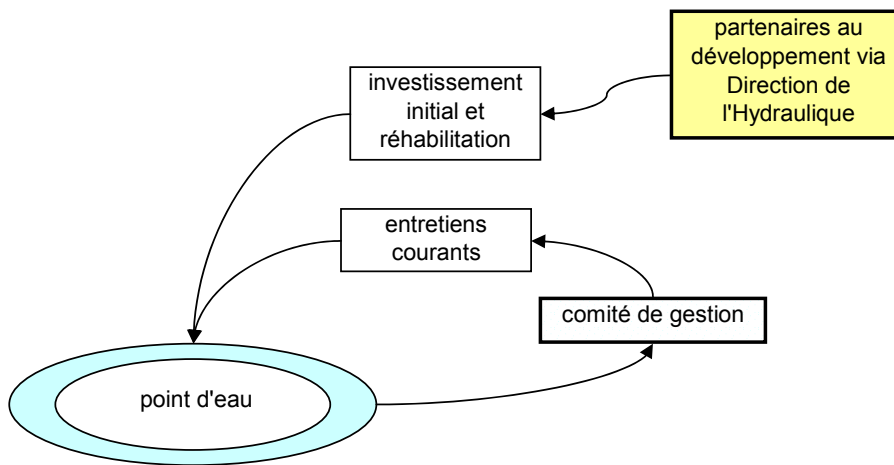 partenaires au
développement via
Direction de
l'Hydraulique
investissement
initial et
réhabilitation
entretiens
courants
comité de gestion
point d'eau